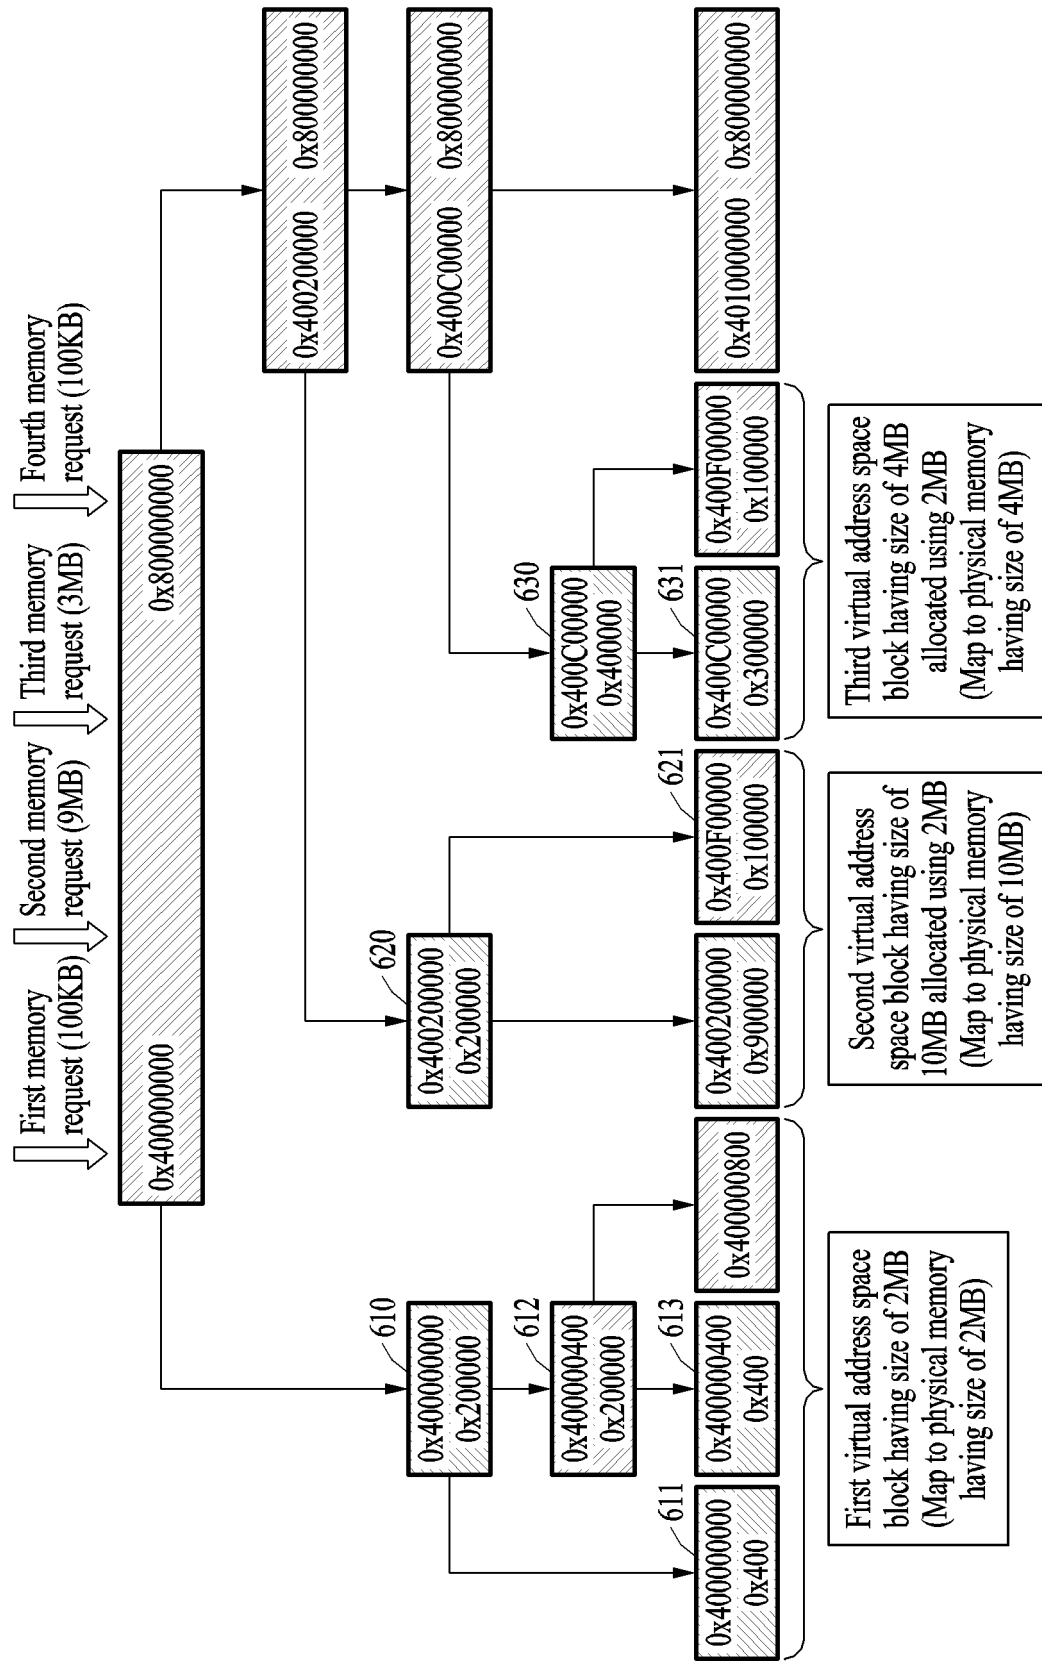 First memory
request (100KB)
Second memory
request (9MB)
Third memory
request (3MB)
Fourth memory
request (100KB)
0x400000000 0x800000000
0x400200000 0x800000000
610
0x400000000
0x200000
620
0x400200000
0x200000
0x400C00000 0x800000000
612
0x400000400
0x200000
630
0x400C00000
0x400000
611
0x400000000
0x400
613
0x400000400
0x400
0x400000800
0x400200000
0x900000
621
0x400F00000
0x100000
631
0x400C00000
0x300000
0x400F00000
0x100000
0x401000000 0x800000000
First virtual address space
block having size of 2MB
(Map to physical memory
having size of 2MB)
Second virtual address
space block having size of
10MB allocated using 2MB
(Map to physical memory
having size of 10MB)
Third virtual address space
block having size of 4MB
allocated using 2MB
(Map to physical memory
having size of 4MB)